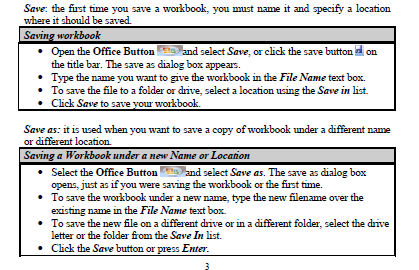 Save: the first time you save a workbook, you must name it and specify a location
where it should be saved.
Saving workbook
• Open the Office Button and select Save, or click the save button on
the title bar. The save as dialog box appears.
• Type the name you want to give the workbook in the File Name text box.
• To save the file to a folder or drive, select a location using the Save in list.
• Click Save to save your workbook.
Save as: it is used when you want to save a copy of workbook under a different name
or different location.
Saving a Workbook under a new Name or Location
• Select the Office Button and select Save as. The save as dialog box
opens, just as if you were saving the workbook or the first time.
• To save the workbook under a new name, type the new filename over the
existing name in the File Name text box.
• To save the new file on a different drive or in a different folder, select the drive
letter or the folder from the Save In list.
• Click the Save button or press Enter.
3